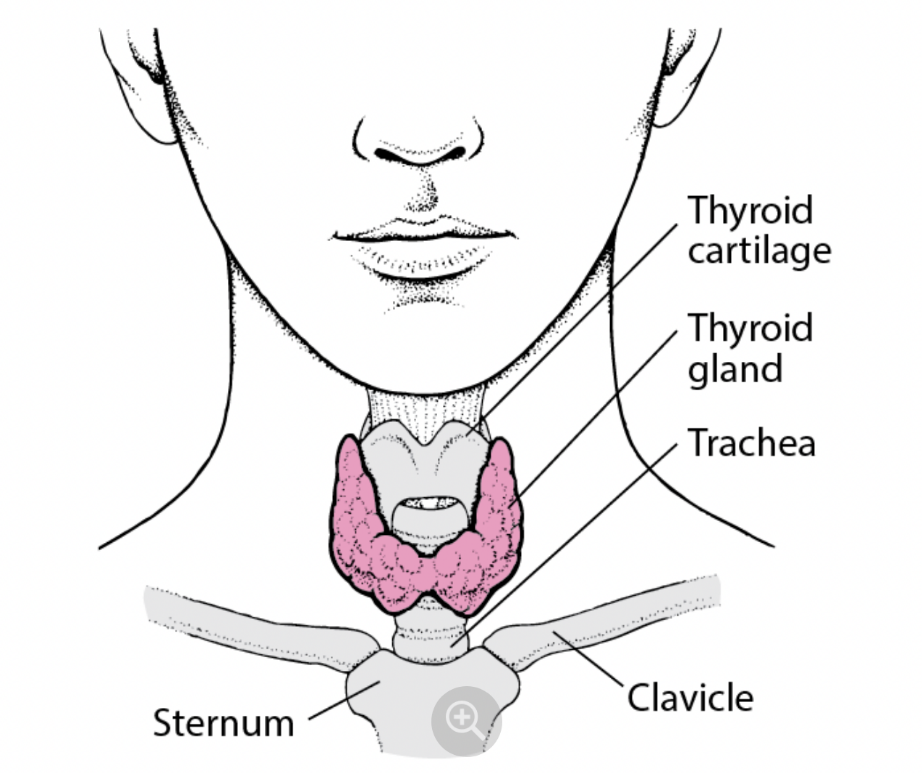 Thyroid
cartilage
Thyroid
gland
Trachea
Clavicle
Sternum